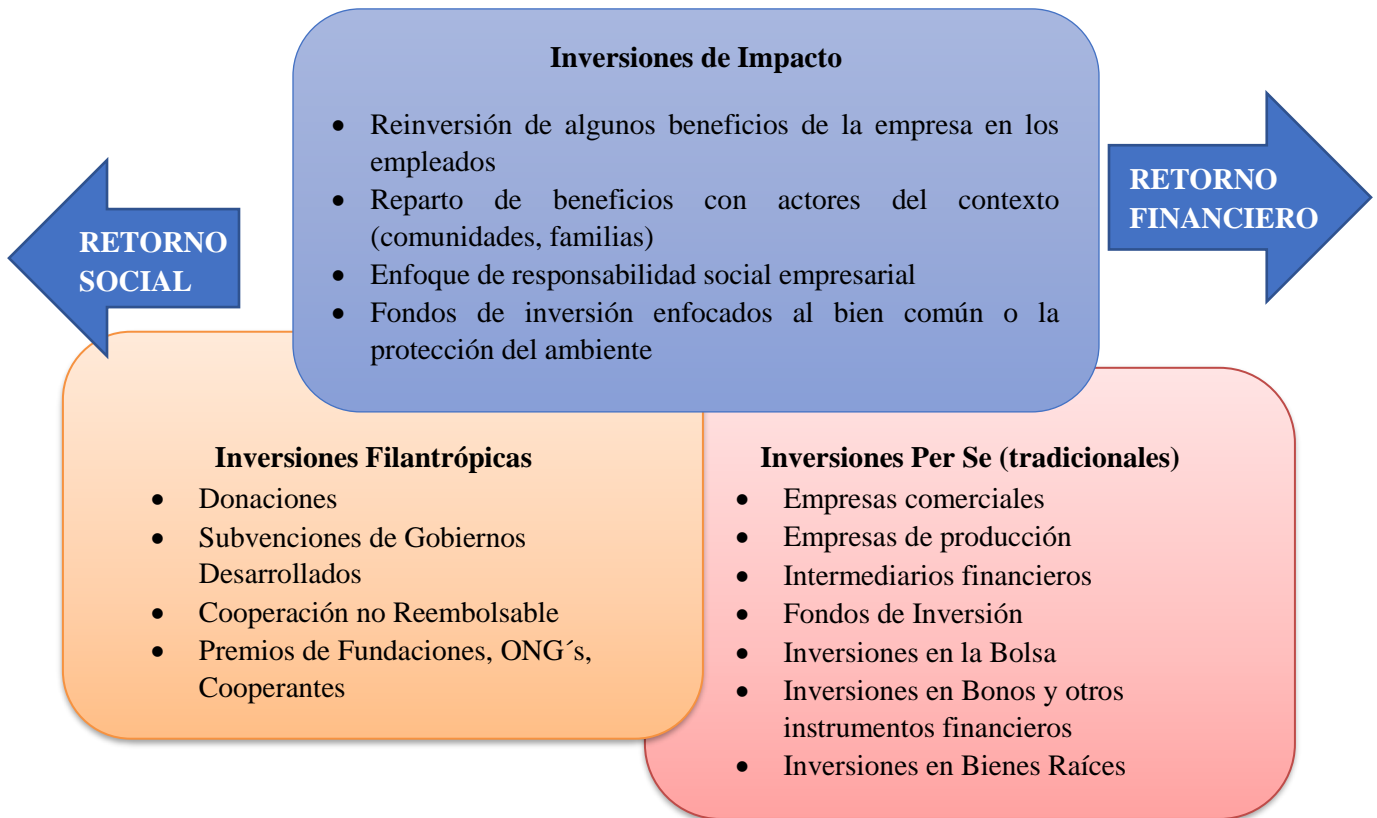 Inversiones de Impacto
• Reinversión de algunos beneficios de la empresa en los
empleados
• Reparto de beneficios con actores del contexto
(comunidades, familias)
• Enfoque de responsabilidad social empresarial
• Fondos de inversión enfocados al bien común o la
protección del ambiente
RETORNO
SOCIAL
RETORNO
FINANCIERO
Inversiones Filantrópicas
• Donaciones
• Subvenciones de Gobiernos
Desarrollados
• Cooperación no Reembolsable
• Premios de Fundaciones, ONG´s,
Cooperantes
Inversiones Per Se (tradicionales)
• Empresas comerciales
• Empresas de producción
• Intermediarios financieros
• Fondos de Inversión
• Inversiones en la Bolsa
• Inversiones en Bonos y otros
instrumentos financieros
• Inversiones en Bienes Raíces